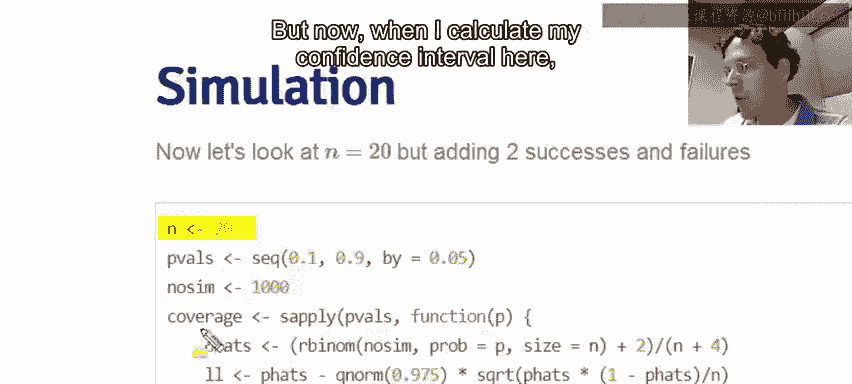 But now, when I calculate my
confidence interval here,
Simulation
Now let's look at n = 20 but adding 2 successes and failures
n <- 20
pvals <- seq(0.1, 0.9, by = 0.05)
nosim <- 1000
coverage <- sapply(pvals, function(p) {
phats <- (rbinom(nosim, prob = p, size = n) + 2)/(n + 4)
ll <- phats - qnorm(0.975) * sqrt(phats * (1 - phats)/n)